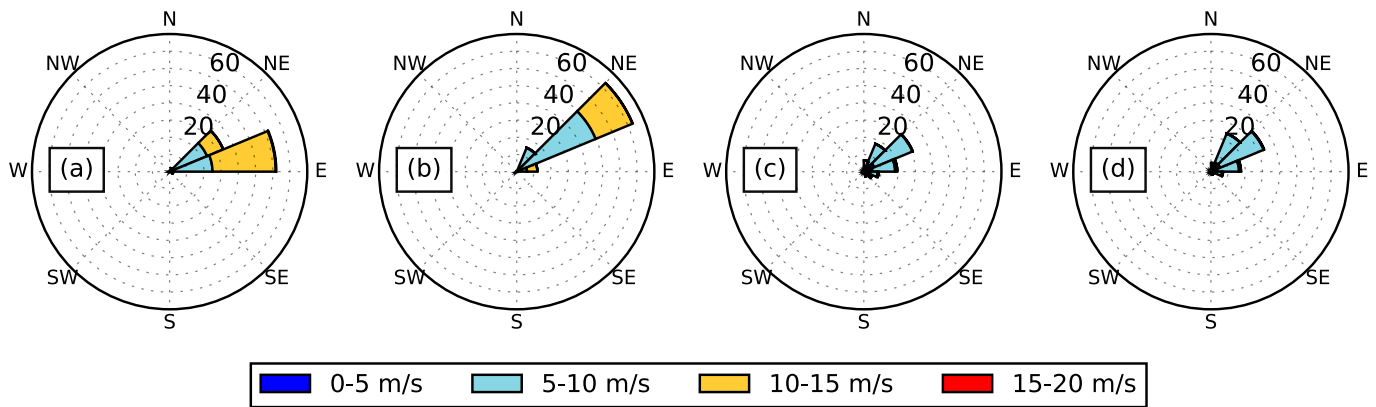 N N N N
NW 60 NE NW 60 NE NW 60 NE NW 60 NE
40 40 40 40
20 20 20 20
W (a) E W (b) E W (c) E W (d) E
SW SE SW SE SW SE SW SE
S S S S
0-5 m/s 5-10 m/s 10-15 m/s 15-20 m/s